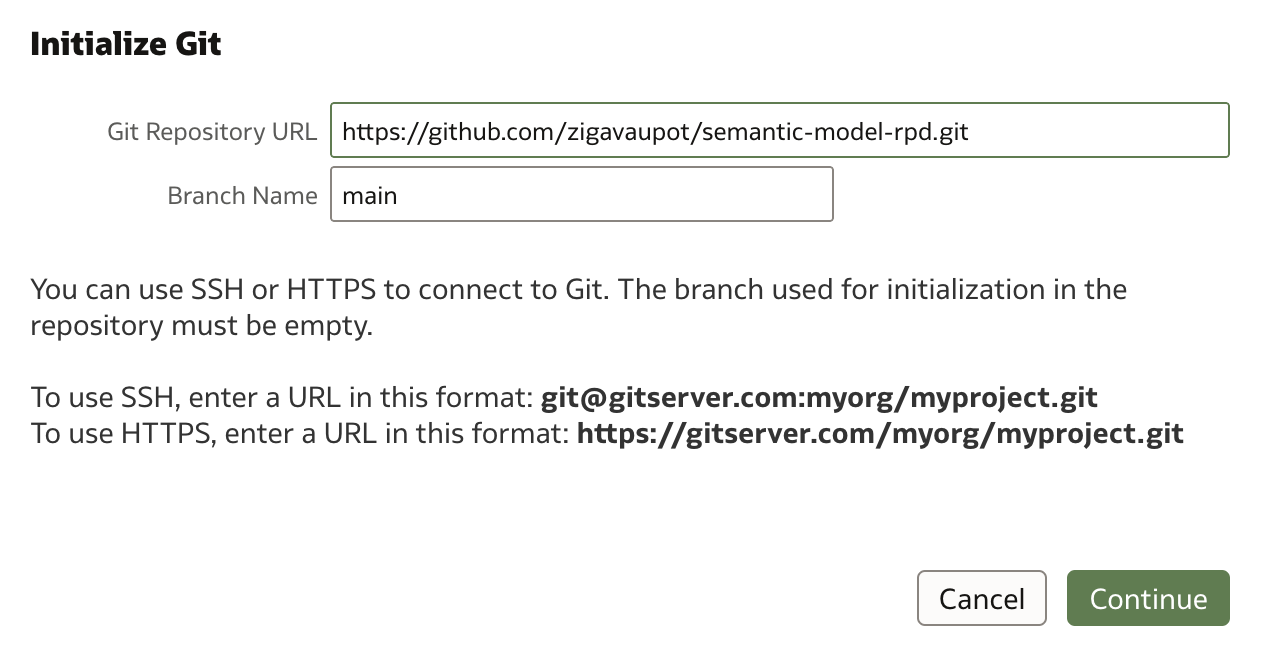 Initialize Git
Git Repository URL https://github.com/zigavaupot/semantic-model-rpd.git
Branch Name main
You can use SSH or HTTPS to connect to Git. The branch used for initialization in the
repository must be empty.
To use SSH, enter a URL in this format: git@gitserver.com:myorg/myproject.git
To use HTTPS, enter a URL in this format: https://gitserver.com/myorg/myproject.git
Cancel Continue